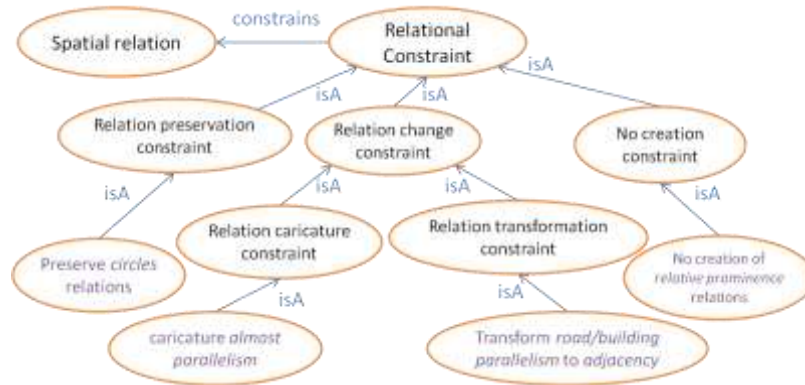 constrains
Spatial relation
Relational
Constraint
isA
isA
isA
Relation preservation
constraint
Relation change
constraint
No creation
constraint
isA
isA
isA
isA
Relation caricature
constraint
Relation transformation
constraint
Preserve circles
relations
No creation of
relative prominence
relations
isA
isA
caricature almost
parallelism
Transform road/building
parallelism to adjacency